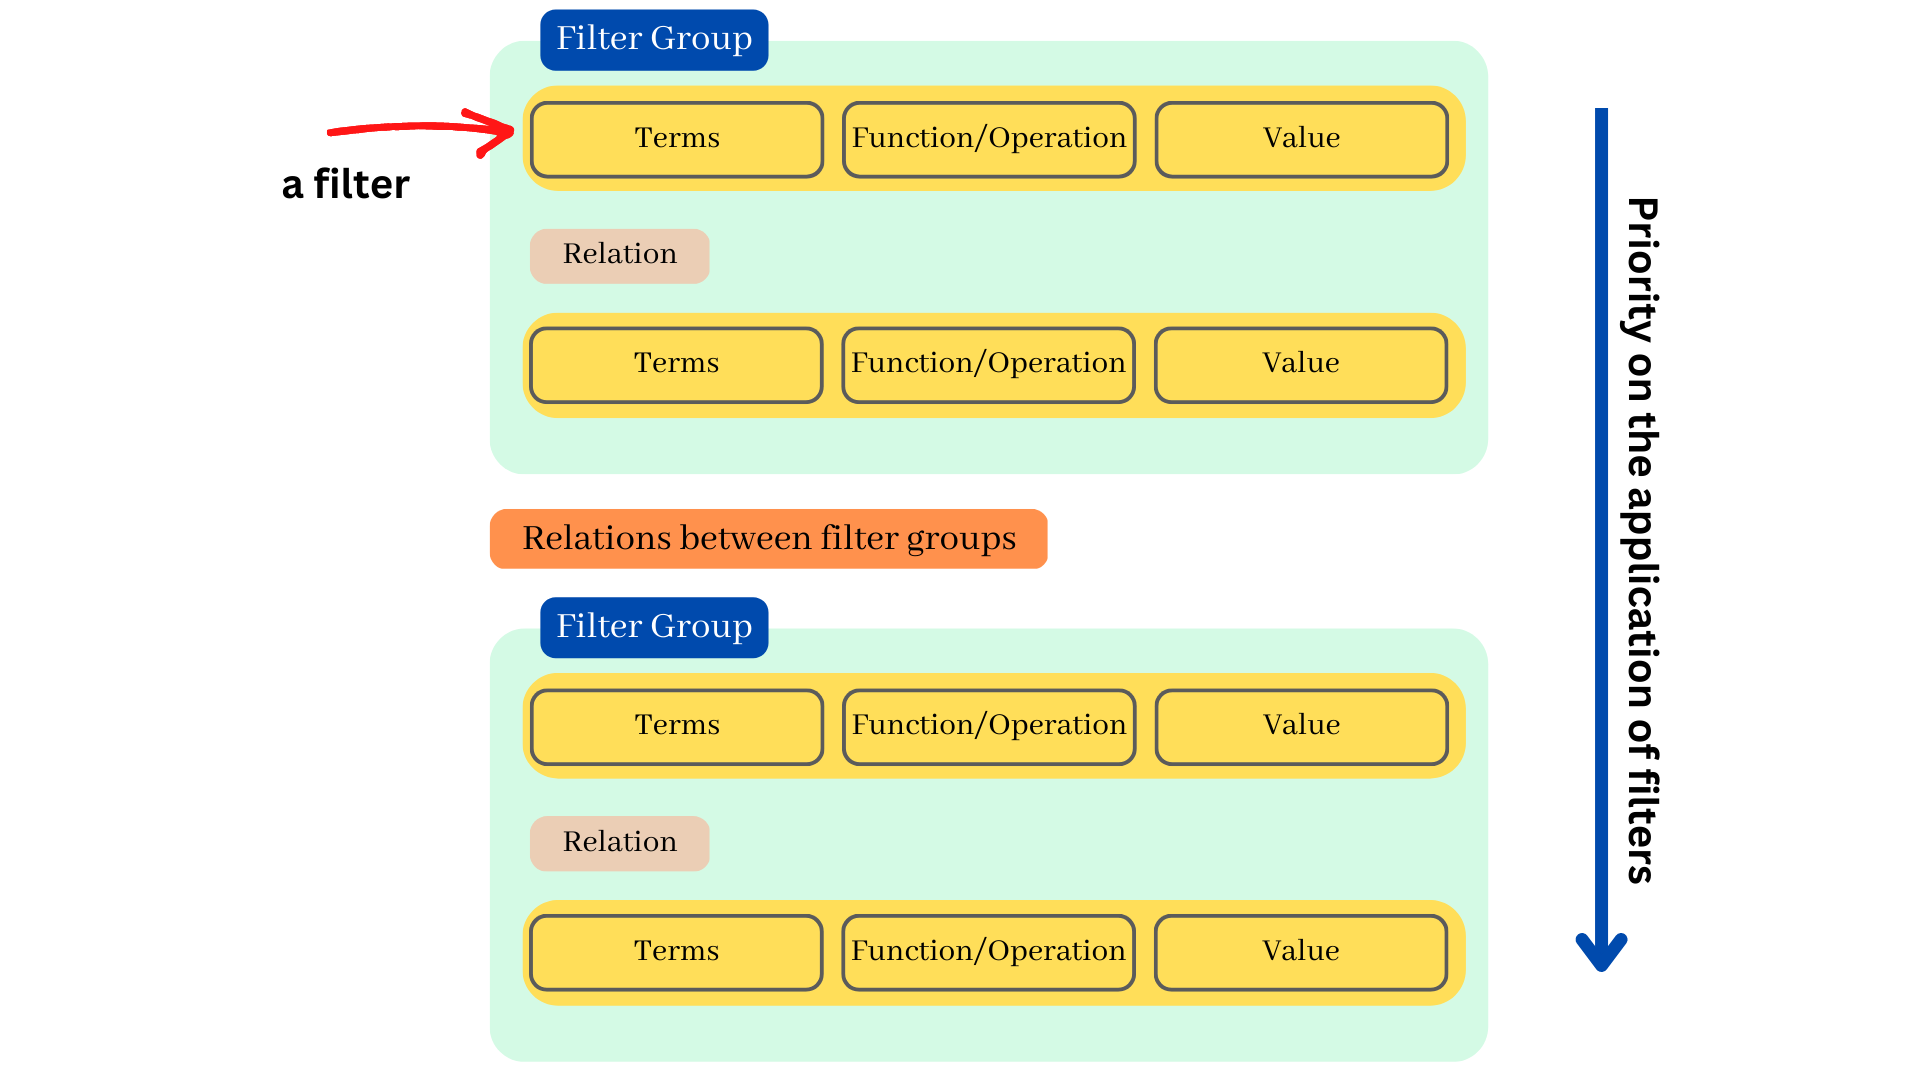 Filter Group
Terms Function/Operation Value
a filter
Relation
Terms Function/Operation Value
Relations between filter groups
Filter Group
Terms Function/Operation Value
Relation
Terms Function/Operation Value
Priority on the application of filters